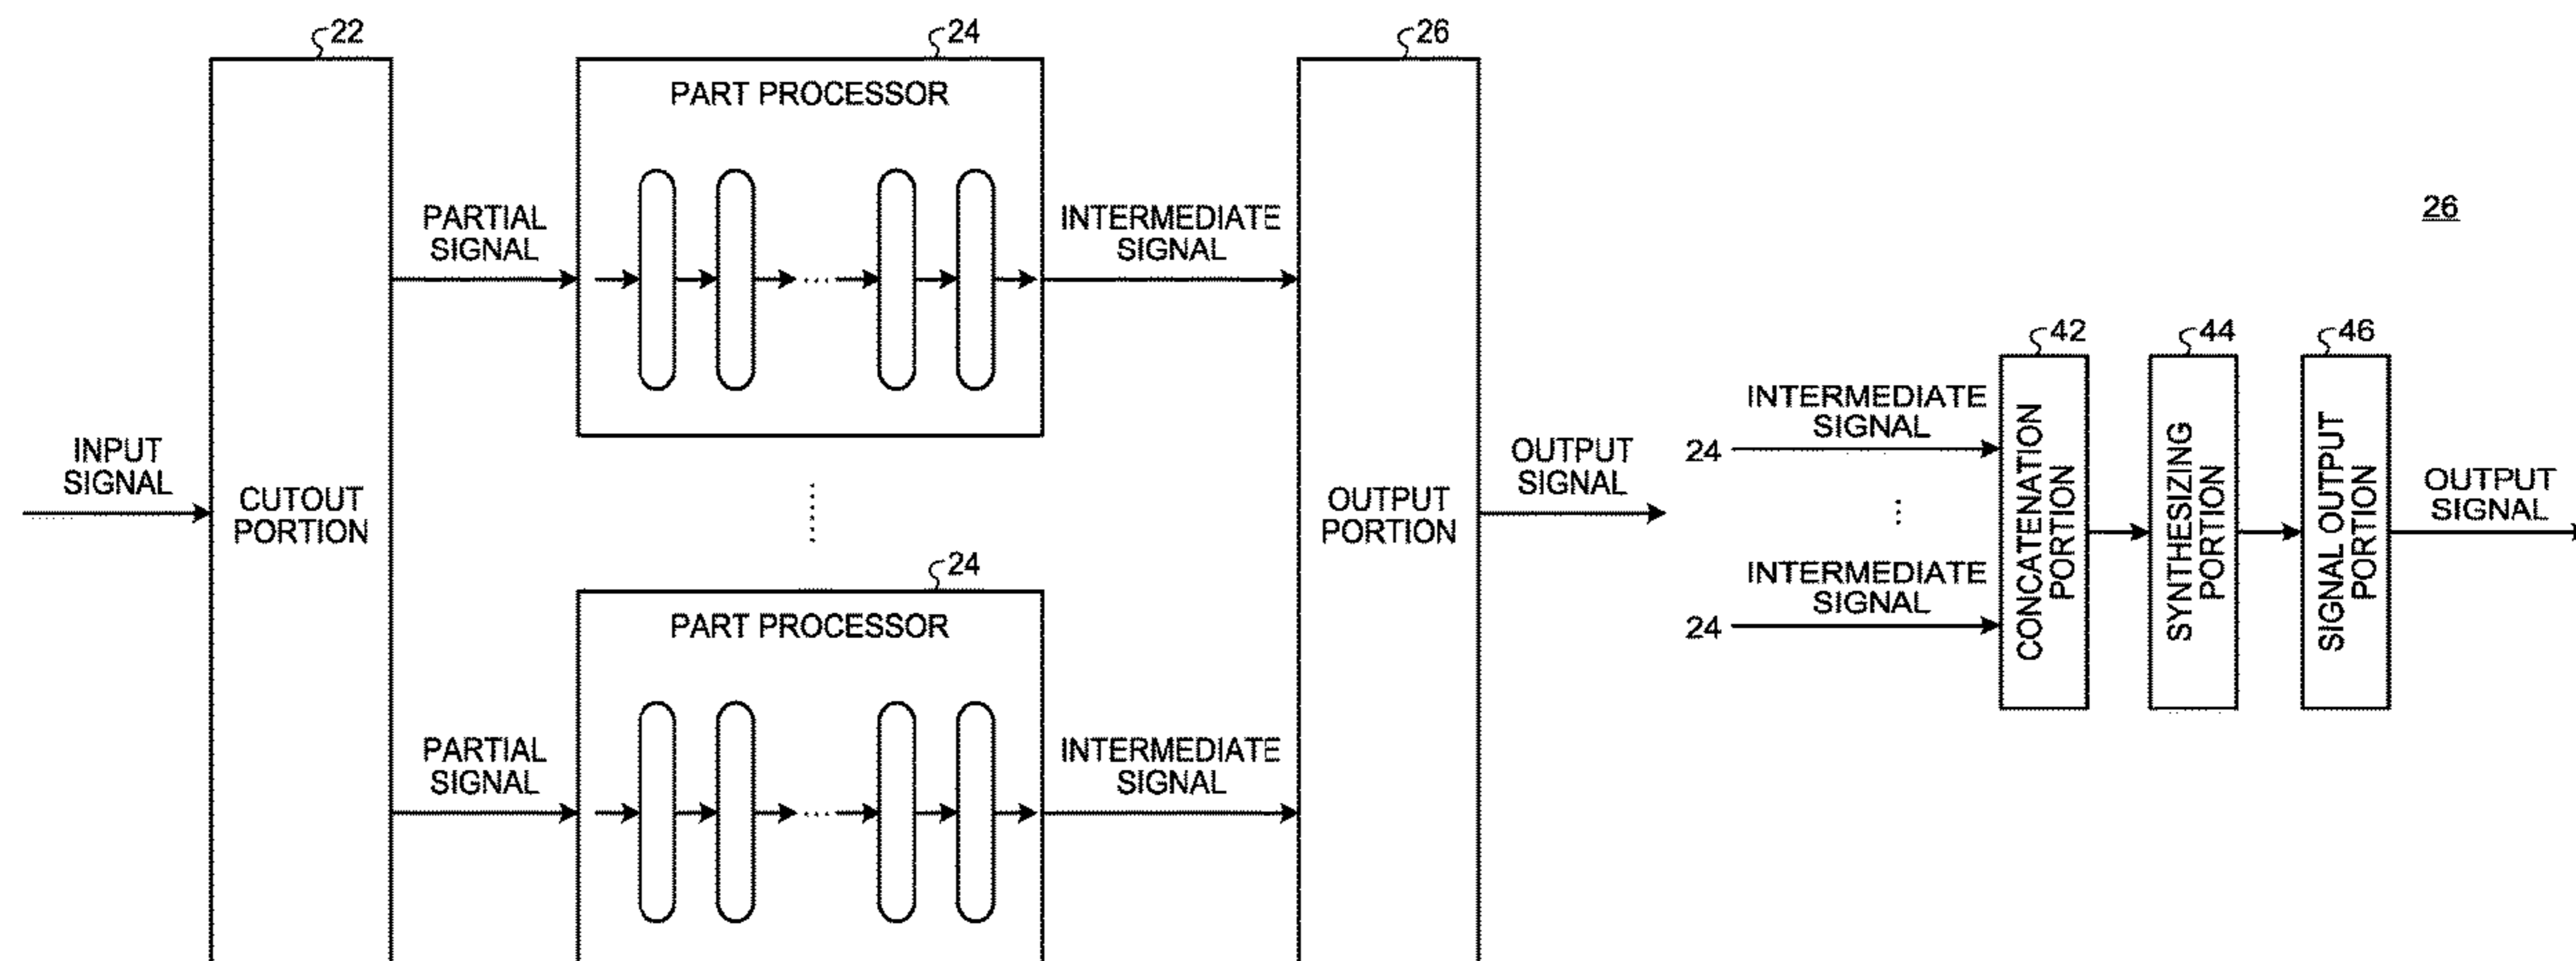 22
24
26
PART PROCESSOR
PARTIAL
SIGNAL
INTERMEDIATE
SIGNAL
INPUT
SIGNAL
CUTOUT
PORTION
OUTPUT
PORTION
OUTPUT
SIGNAL
24
PART PROCESSOR
PARTIAL
SIGNAL
INTERMEDIATE
SIGNAL
26
42
44
46
INTERMEDIATE
SIGNAL
24
INTERMEDIATE
SIGNAL
24
CONCATENATION
PORTION
SYNTHESIZING
PORTION
SIGNAL OUTPUT
PORTION
OUTPUT
SIGNAL